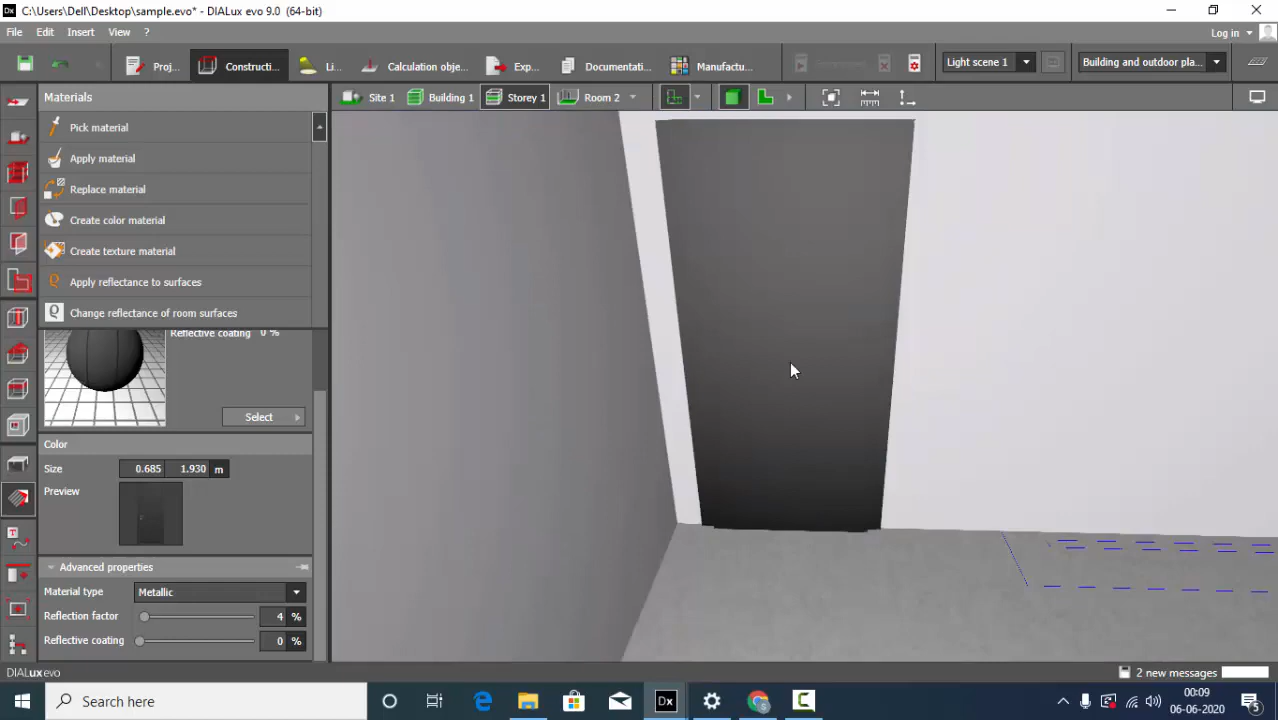 Dx C:\Users\Dell\Desktop\sample.evo* - DIALux evo 9.0 (64-bit)
File Edit Insert View ?
Log in
Proj... Constructi... Li... Calculation obje... Exp... Documentati... Manufactu... Light scene 1 Building and outdoor pla...
Materials
Site 1 Building 1 Storey 1 Room 2
Pick material
Apply material
Replace material
Create color material
Create texture material
Apply reflectance to surfaces
Change reflectance of room surfaces
Reflective coating 0 %
Select
Color
Size 0.685 1.930 m
Preview
Advanced properties
Material type Metallic
Reflection factor 4 %
Reflective coating 0 %
DIALux evo
2 new messages
Search here
Dx
00:09
06-06-2020
5